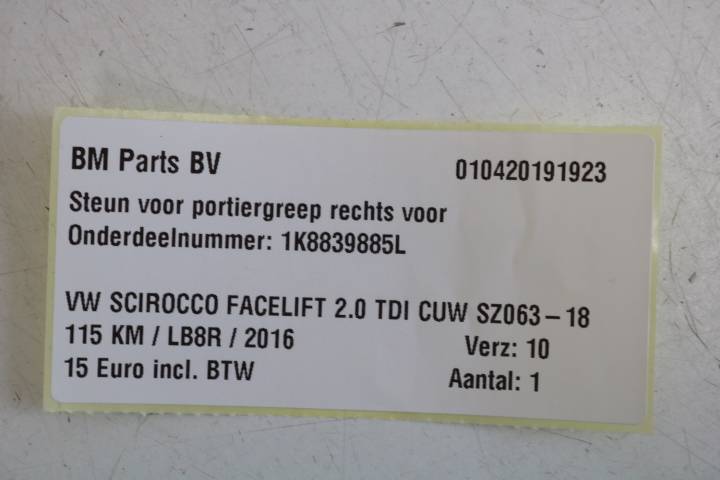 BM Parts BV 010420191923
Steun voor portiergreep rechts voor
Onderdeelnummer: 1K8839885L
VW SCIROCCO FACELIFT 2.0 TDI CUW SZ063-18
115 KM / LB8R / 2016 Verz: 10
15 Euro incl. BTW Aantal: 1